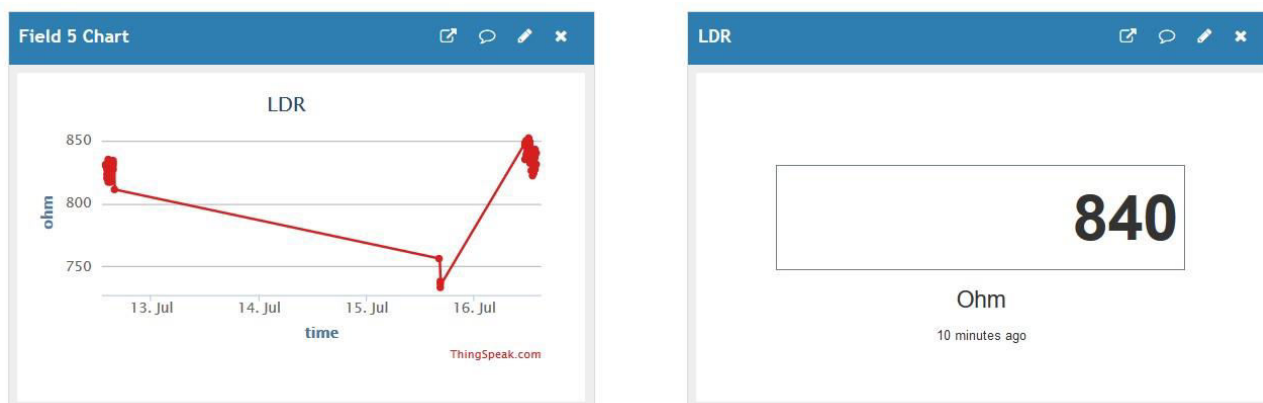 Field 5 Chart
LDR
850
800
750
ohm
13. Jul 14. Jul 15. Jul 16. Jul
time
ThingSpeak.com
LDR
840
Ohm
10 minutes ago